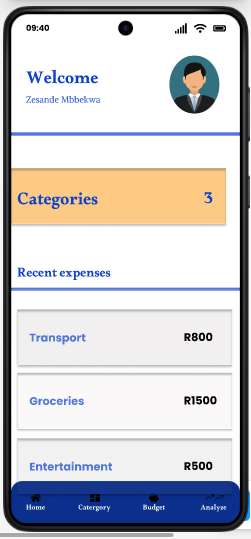 09:40
Welcome
Zesande Mbbekwa
Categories 3
Recent expenses
Transport R800
Groceries R1500
Entertainment R500
Home Catergory Budget Analyze